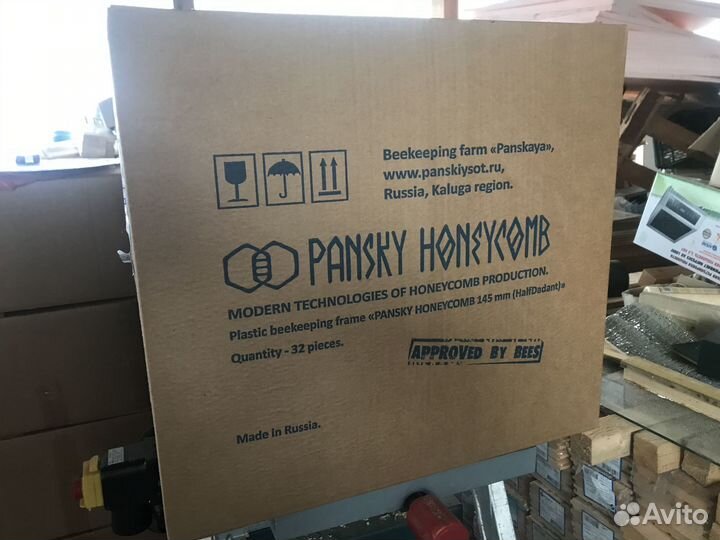 Beekeeping farm «Panskaya»,
www.panskiysot.ru,
Russia, Kaluga region.
PANSKY HONEYCOMB
MODERN TECHNOLOGIES OF HONEYCOMB PRODUCTION.
Plastic beekeeping frame «PANSKY HONEYCOMB 145 mm (HalfDadant)»
Quantity - 32 pieces.
APPROVED BY BEES
Made in Russia.
Avito